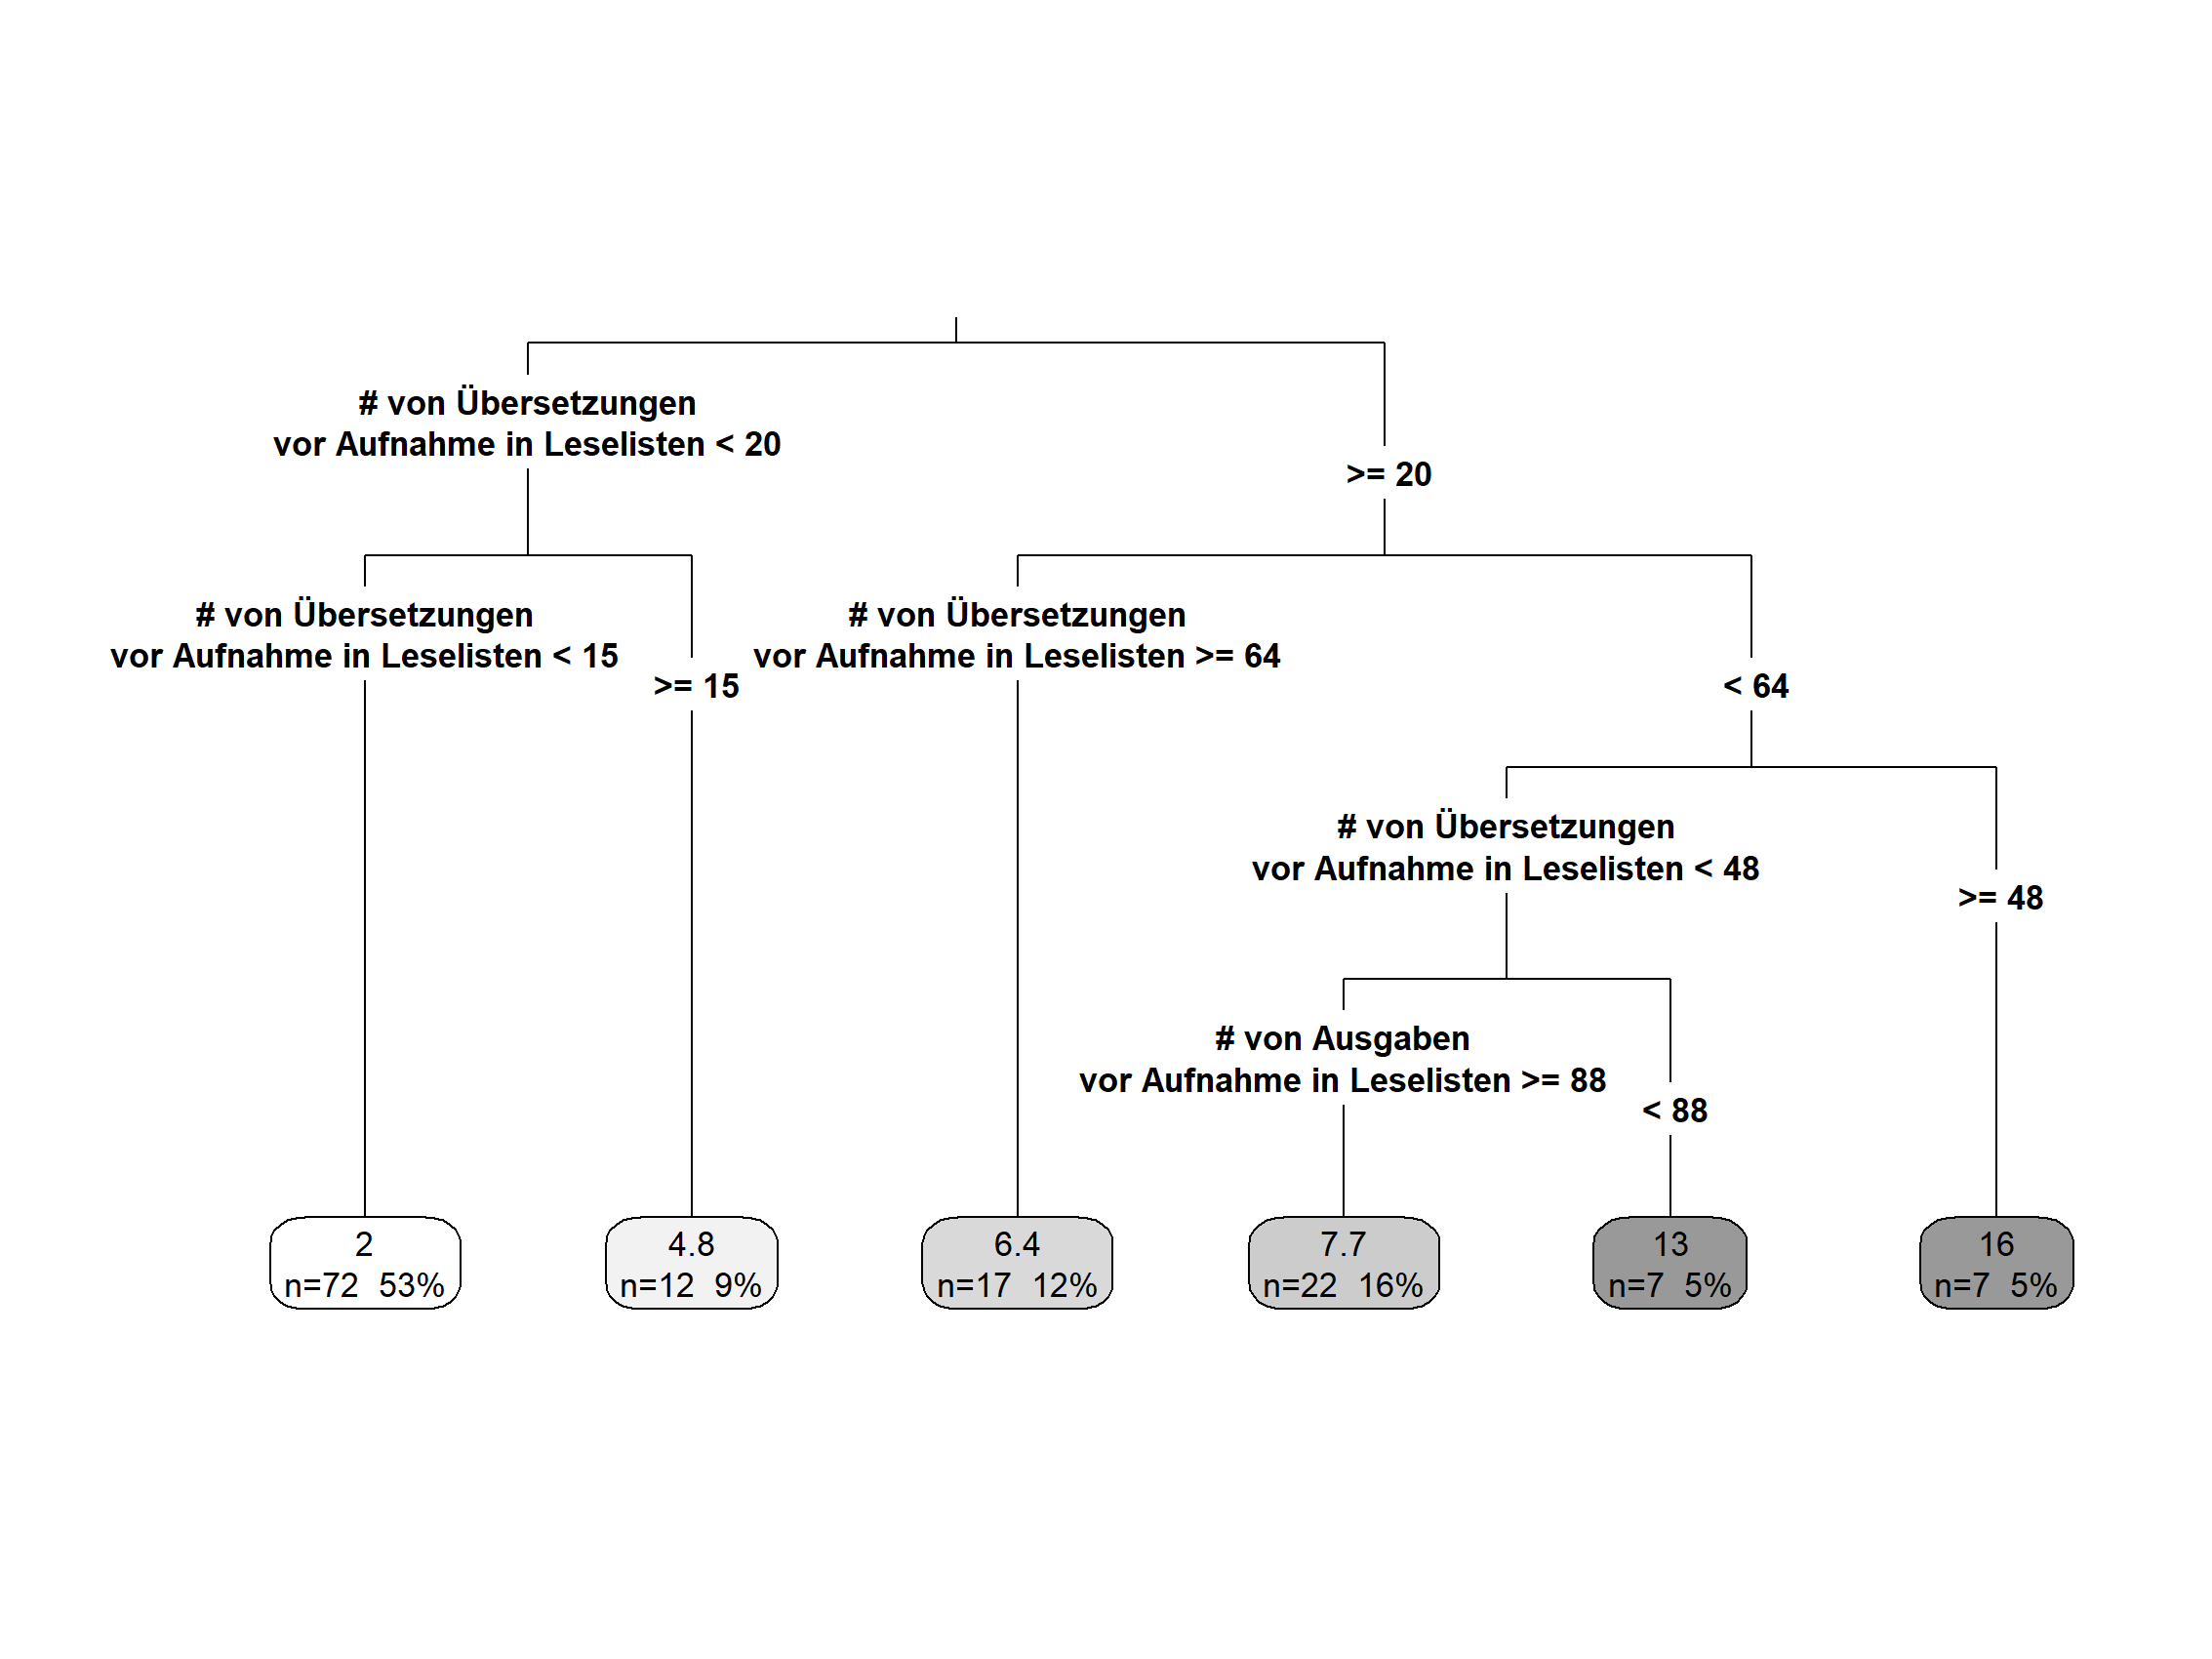 # von Übersetzungen
vor Aufnahme in Leselisten < 20
>= 20
# von Übersetzungen
vor Aufnahme in Leselisten < 15
>= 15
# von Übersetzungen
vor Aufnahme in Leselisten >= 64
< 64
# von Übersetzungen
vor Aufnahme in Leselisten < 48
>= 48
# von Ausgaben
vor Aufnahme in Leselisten >= 88
< 88
2
n=72 53%
4.8
n=12 9%
6.4
n=17 12%
7.7
n=22 16%
13
n=7 5%
16
n=7 5%